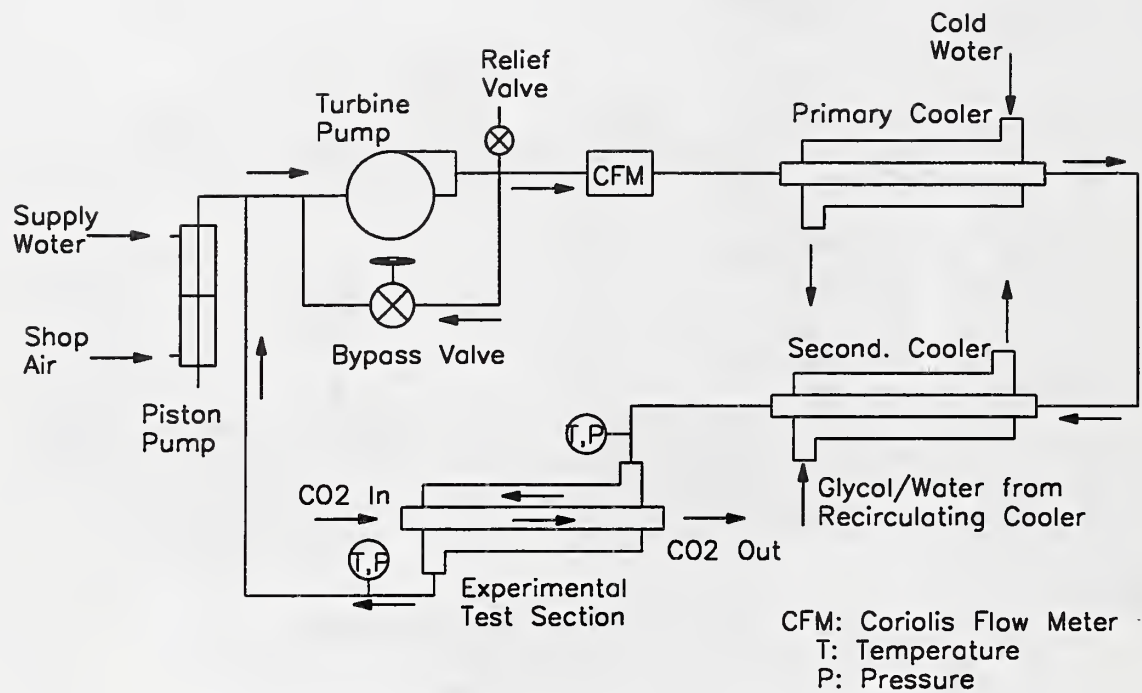 Cold
Woter
Relief
Valve
Turbine
Pump
Primary Cooler
CFM
Supply
Woter
Shop
Air
Bypass Valve
Second. Cooler
Piston
Pump
T,P
CO2 In
Glycol/Water from
Recirculating Cooler
CO2 Out
T,P
Experimental
Test Section
CFM: Coriolis Flow Meter
T: Temperature
P: Pressure